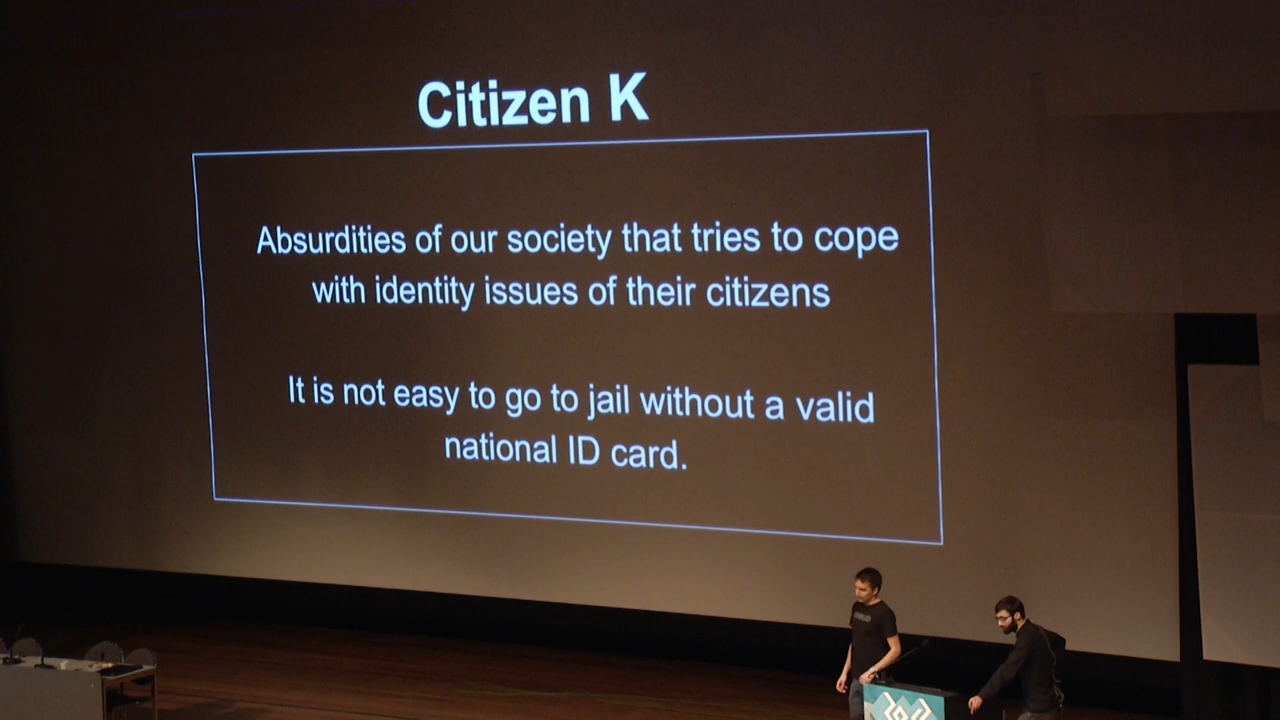 Citizen K
Absurdities of our society that tries to cope
with identity issues of their citizens
It is not easy to go to jail without a valid
national ID card.